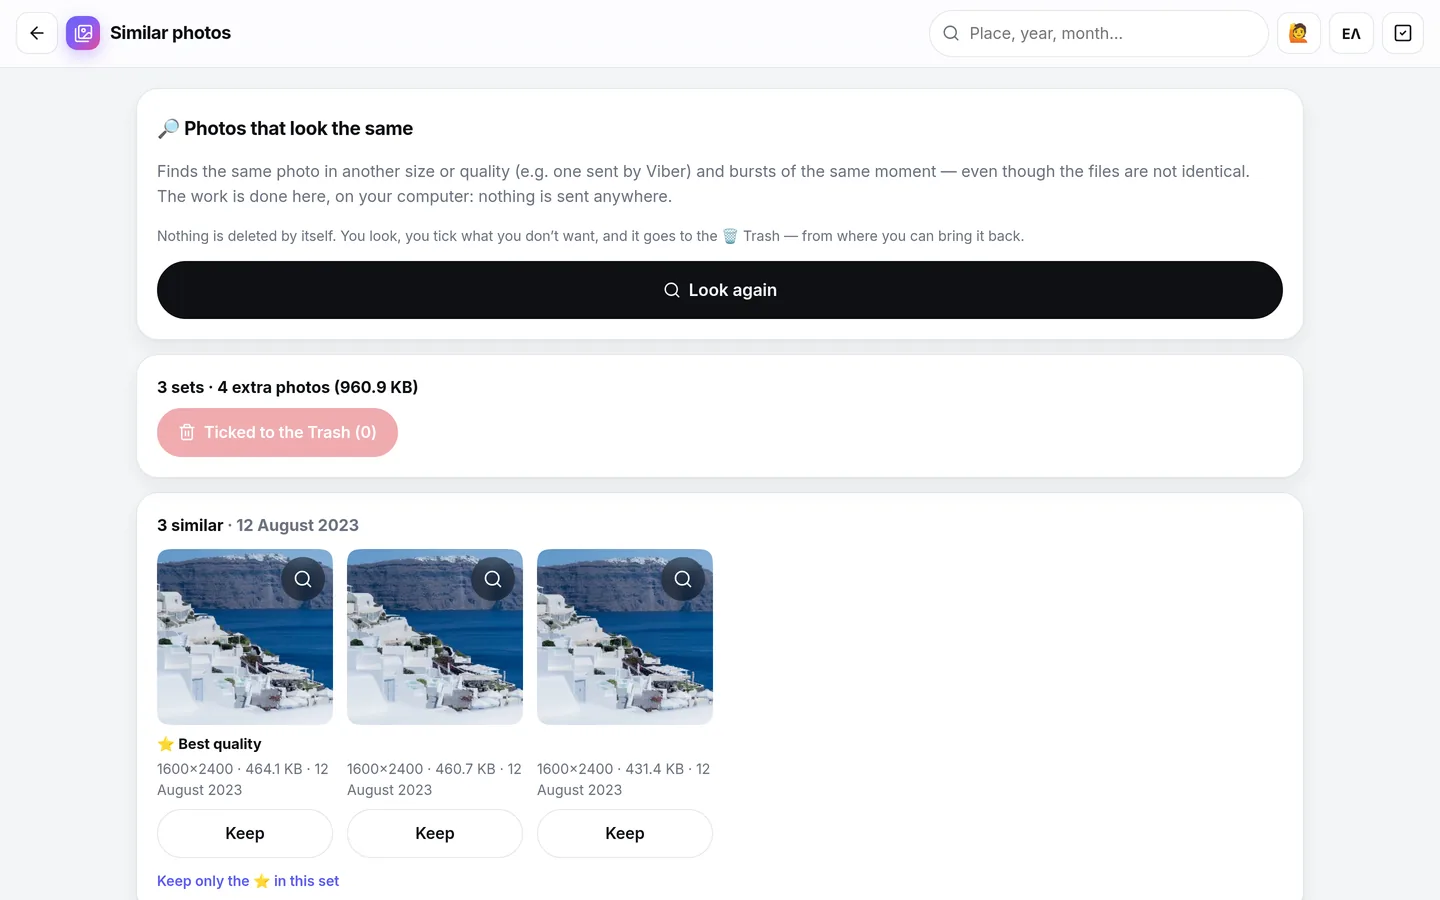 Similar photos
Place, year, month...
ΕΛ
🔎 Photos that look the same
Finds the same photo in another size or quality (e.g. one sent by Viber) and bursts of the same moment — even though the files are not identical.
The work is done here, on your computer: nothing is sent anywhere.
Nothing is deleted by itself. You look, you tick what you don’t want, and it goes to the 🗑️ Trash — from where you can bring it back.
Look again
3 sets · 4 extra photos (960.9 KB)
Ticked to the Trash (0)
3 similar · 12 August 2023
⭐ Best quality
1600×2400 · 464.1 KB · 12
August 2023
1600×2400 · 460.7 KB · 12
August 2023
1600×2400 · 431.4 KB · 12
August 2023
Keep
Keep
Keep
Keep only the ⭐ in this set